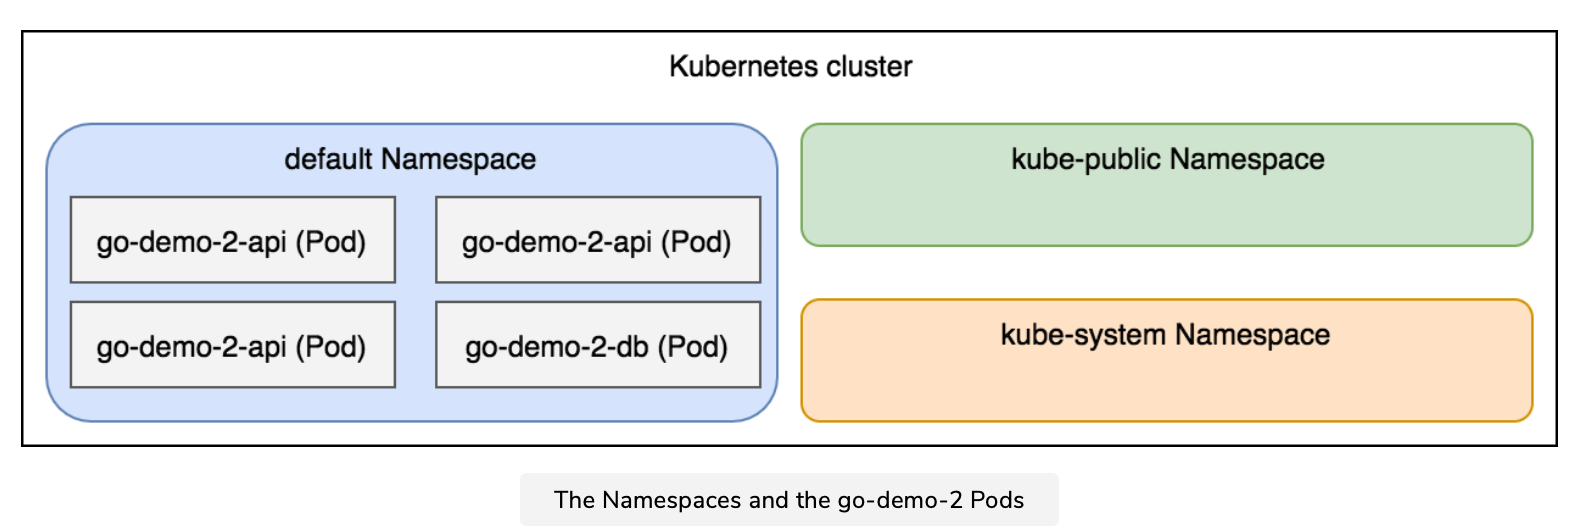 Kubernetes cluster
default Namespace
go-demo-2-api (Pod)
go-demo-2-api (Pod)
go-demo-2-api (Pod)
go-demo-2-db (Pod)
kube-public Namespace
kube-system Namespace
The Namespaces and the go-demo-2 Pods